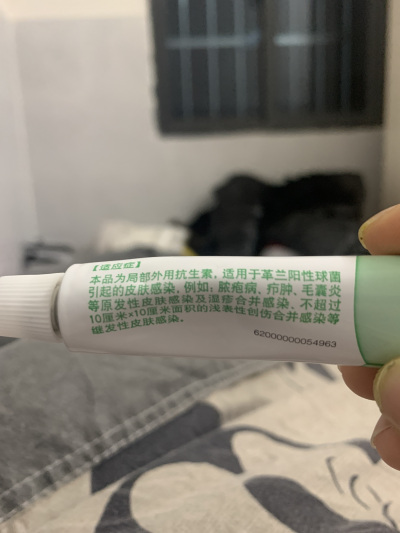 【适应症】
本品为局部外用抗生素，适用于革兰阳性球菌
引起的皮肤感染，例如：脓疱病、疖肿、毛囊炎
等原发性皮肤感染及湿疹合并感染、不超过
10厘米×10厘米面积的浅表性创伤合并感染等
继发性皮肤感染。
62000000054963